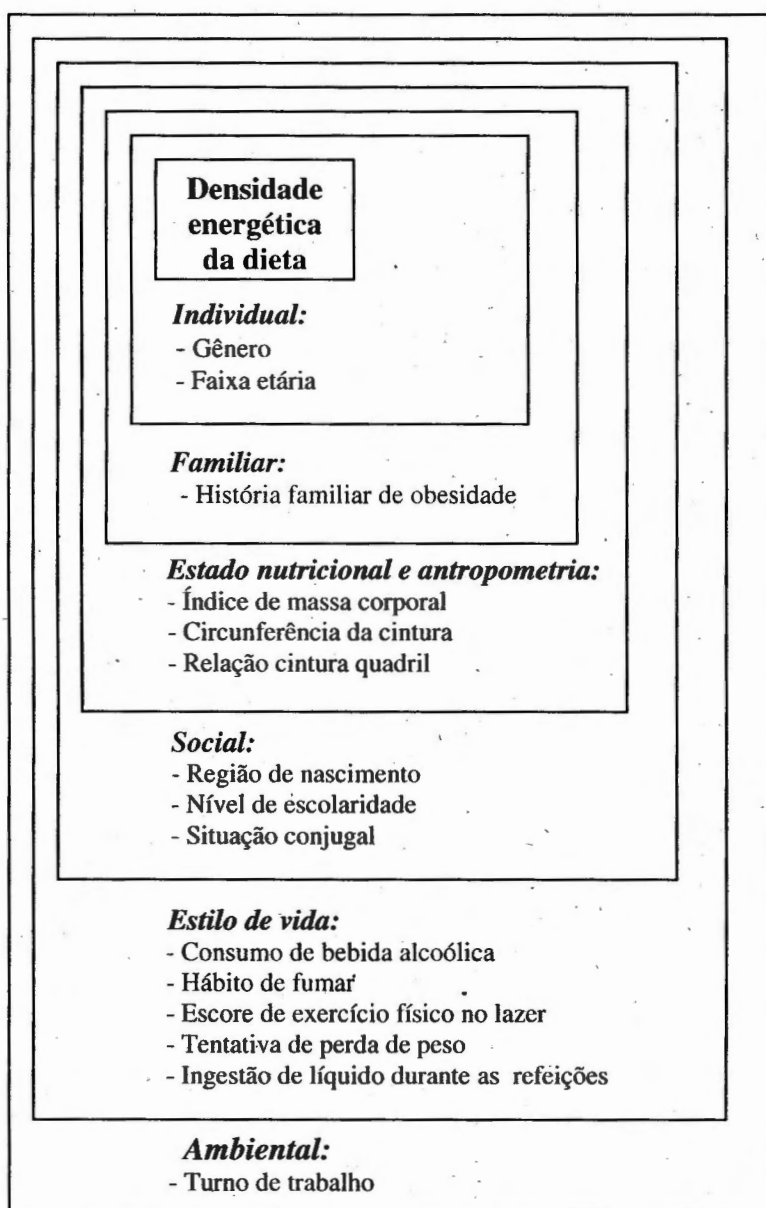 Densidade
energética
da dieta
Individual:
- Gênero
- Faixa etária
Familiar:
- História familiar de obesidade
Estado nutricional e antropometria:
- Índice de massa corporal
- Circunferência da cintura
- Relação cintura quadril
Social:
- Região de nascimento
- Nível de escolaridade
- Situação conjugal
Estilo de vida:
- Consumo de bebida alcoólica
- Hábito de fumar
- Escore de exercício físico no lazer
- Tentativa de perda de peso
- Ingestão de líquido durante as refeições
Ambiental:
- Turno de trabalho